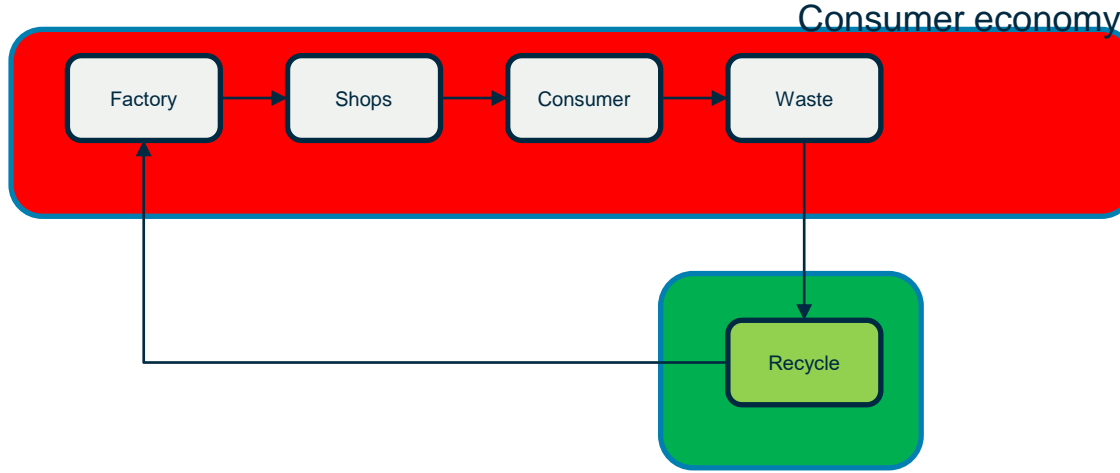 Consumer economy
Factory
Shops
Consumer
Waste
Recycle